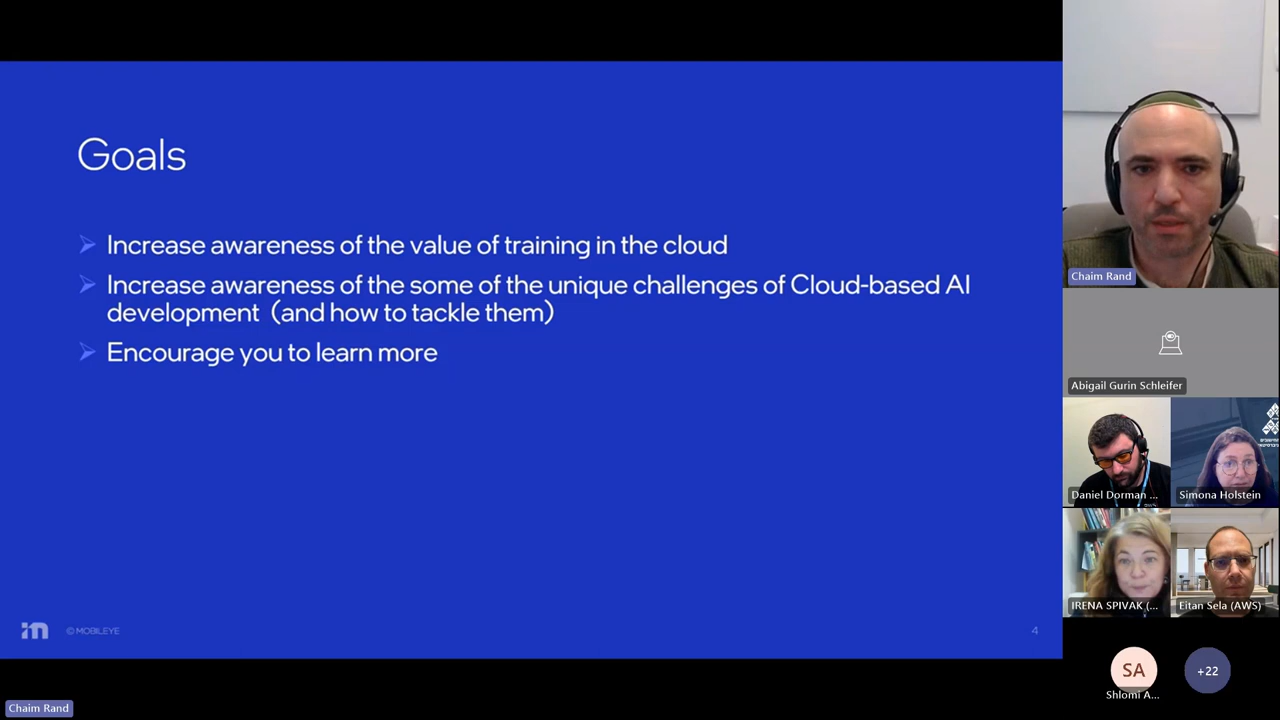 Goals
Increase awareness of the value of training in the cloud
Increase awareness of the some of the unique challenges of Cloud-based AI
development (and how to tackle them)
Encourage you to learn more
© MOBILEYE
4
Chaim Rand
Chaim Rand
Abigail Gurin Schleifer
Daniel Dorman ...
Simona Holstein
IRENA SPIVAK (...
Eitan Sela (AWS)
SA
Shlomi A...
+22